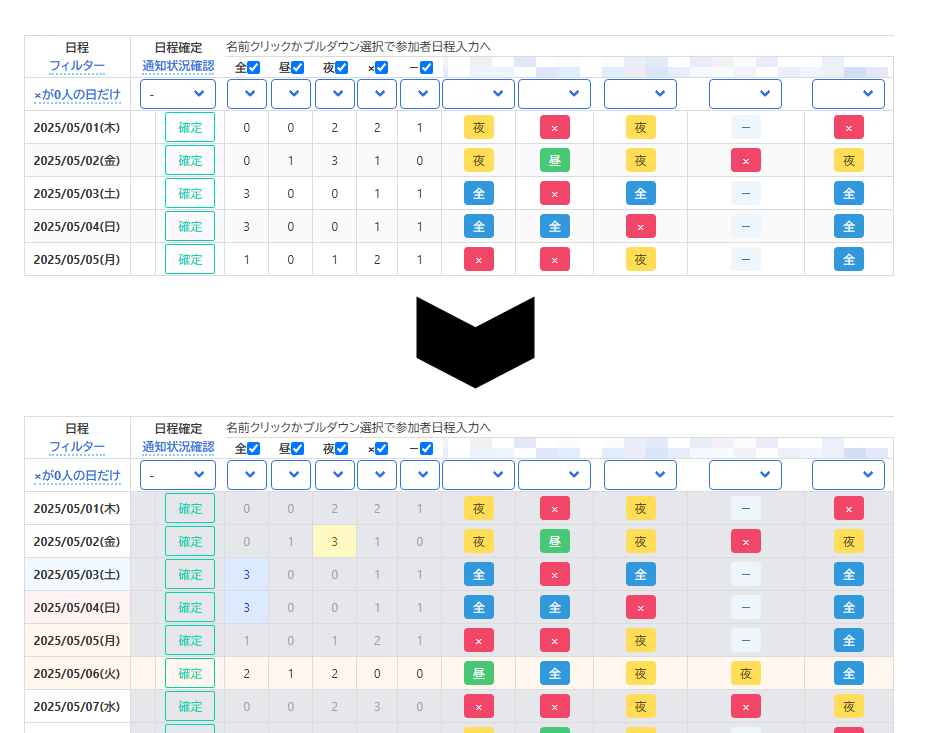 日程 日程確定 名前クリックかプルダウン選択で参加者日程入力へ
フィルター 通知状況確認 全 昼 夜 × ー
×が0人の日だけ -
2025/05/01(木) 確定 0 0 2 2 1 夜 × 夜 － ×
2025/05/02(金) 確定 0 1 3 1 0 夜 昼 夜 × 夜
2025/05/03(土) 確定 3 0 0 1 1 全 × 全 － 全
2025/05/04(日) 確定 3 0 0 1 1 全 全 × － 全
2025/05/05(月) 確定 1 0 1 2 1 × × 夜 － 全
日程 日程確定 名前クリックかプルダウン選択で参加者日程入力へ
フィルター 通知状況確認 全 昼 夜 × ー
×が0人の日だけ -
2025/05/01(木) 確定 0 0 2 2 1 夜 × 夜 － ×
2025/05/02(金) 確定 0 1 3 1 0 夜 昼 夜 × 夜
2025/05/03(土) 確定 3 0 0 1 1 全 × 全 － 全
2025/05/04(日) 確定 3 0 0 1 1 全 全 × － 全
2025/05/05(月) 確定 1 0 1 2 1 × × 夜 － 全
2025/05/06(火) 確定 2 1 2 0 0 昼 全 夜 夜 全
2025/05/07(水) 確定 0 0 2 3 0 × × 夜 × 夜